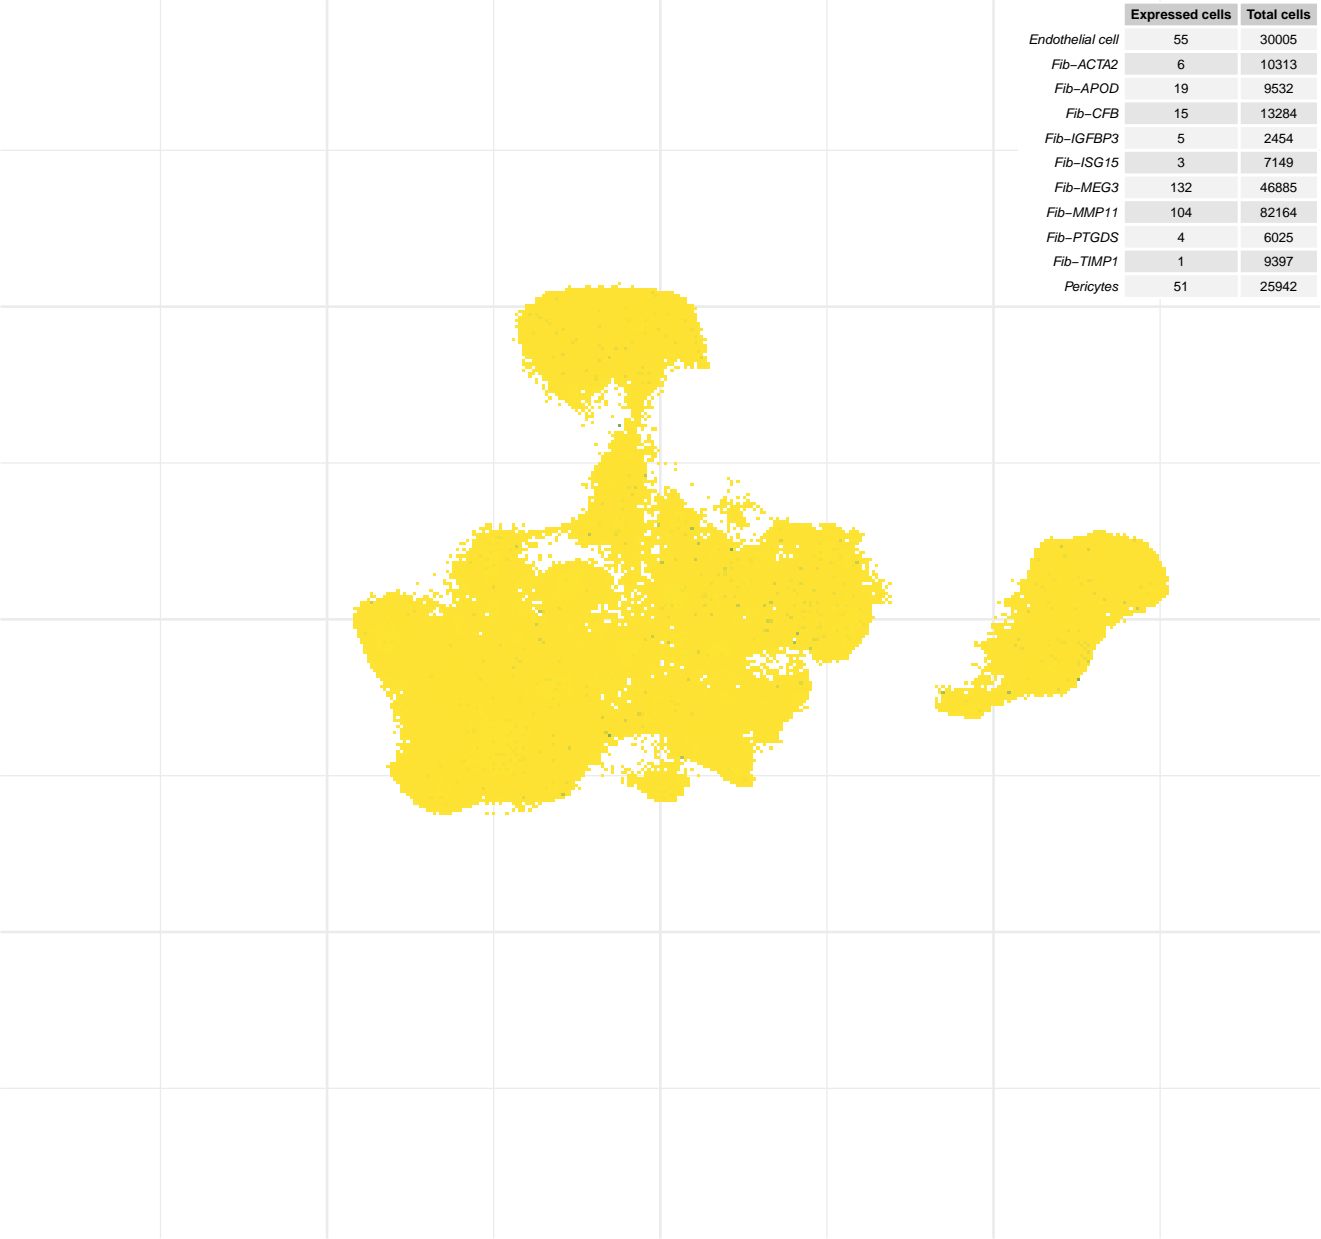 Expressed cells Total cells
Endothelial cell 55 30005
Fib−ACTA2 6 10313
Fib−APOD 19 9532
Fib−CFB 15 13284
Fib−IGFBP3 5 2454
Fib−ISG15 3 7149
Fib−MEG3 132 46885
Fib−MMP11 104 82164
Fib−PTGDS 4 6025
Fib−TIMP1 1 9397
Pericytes 51 25942